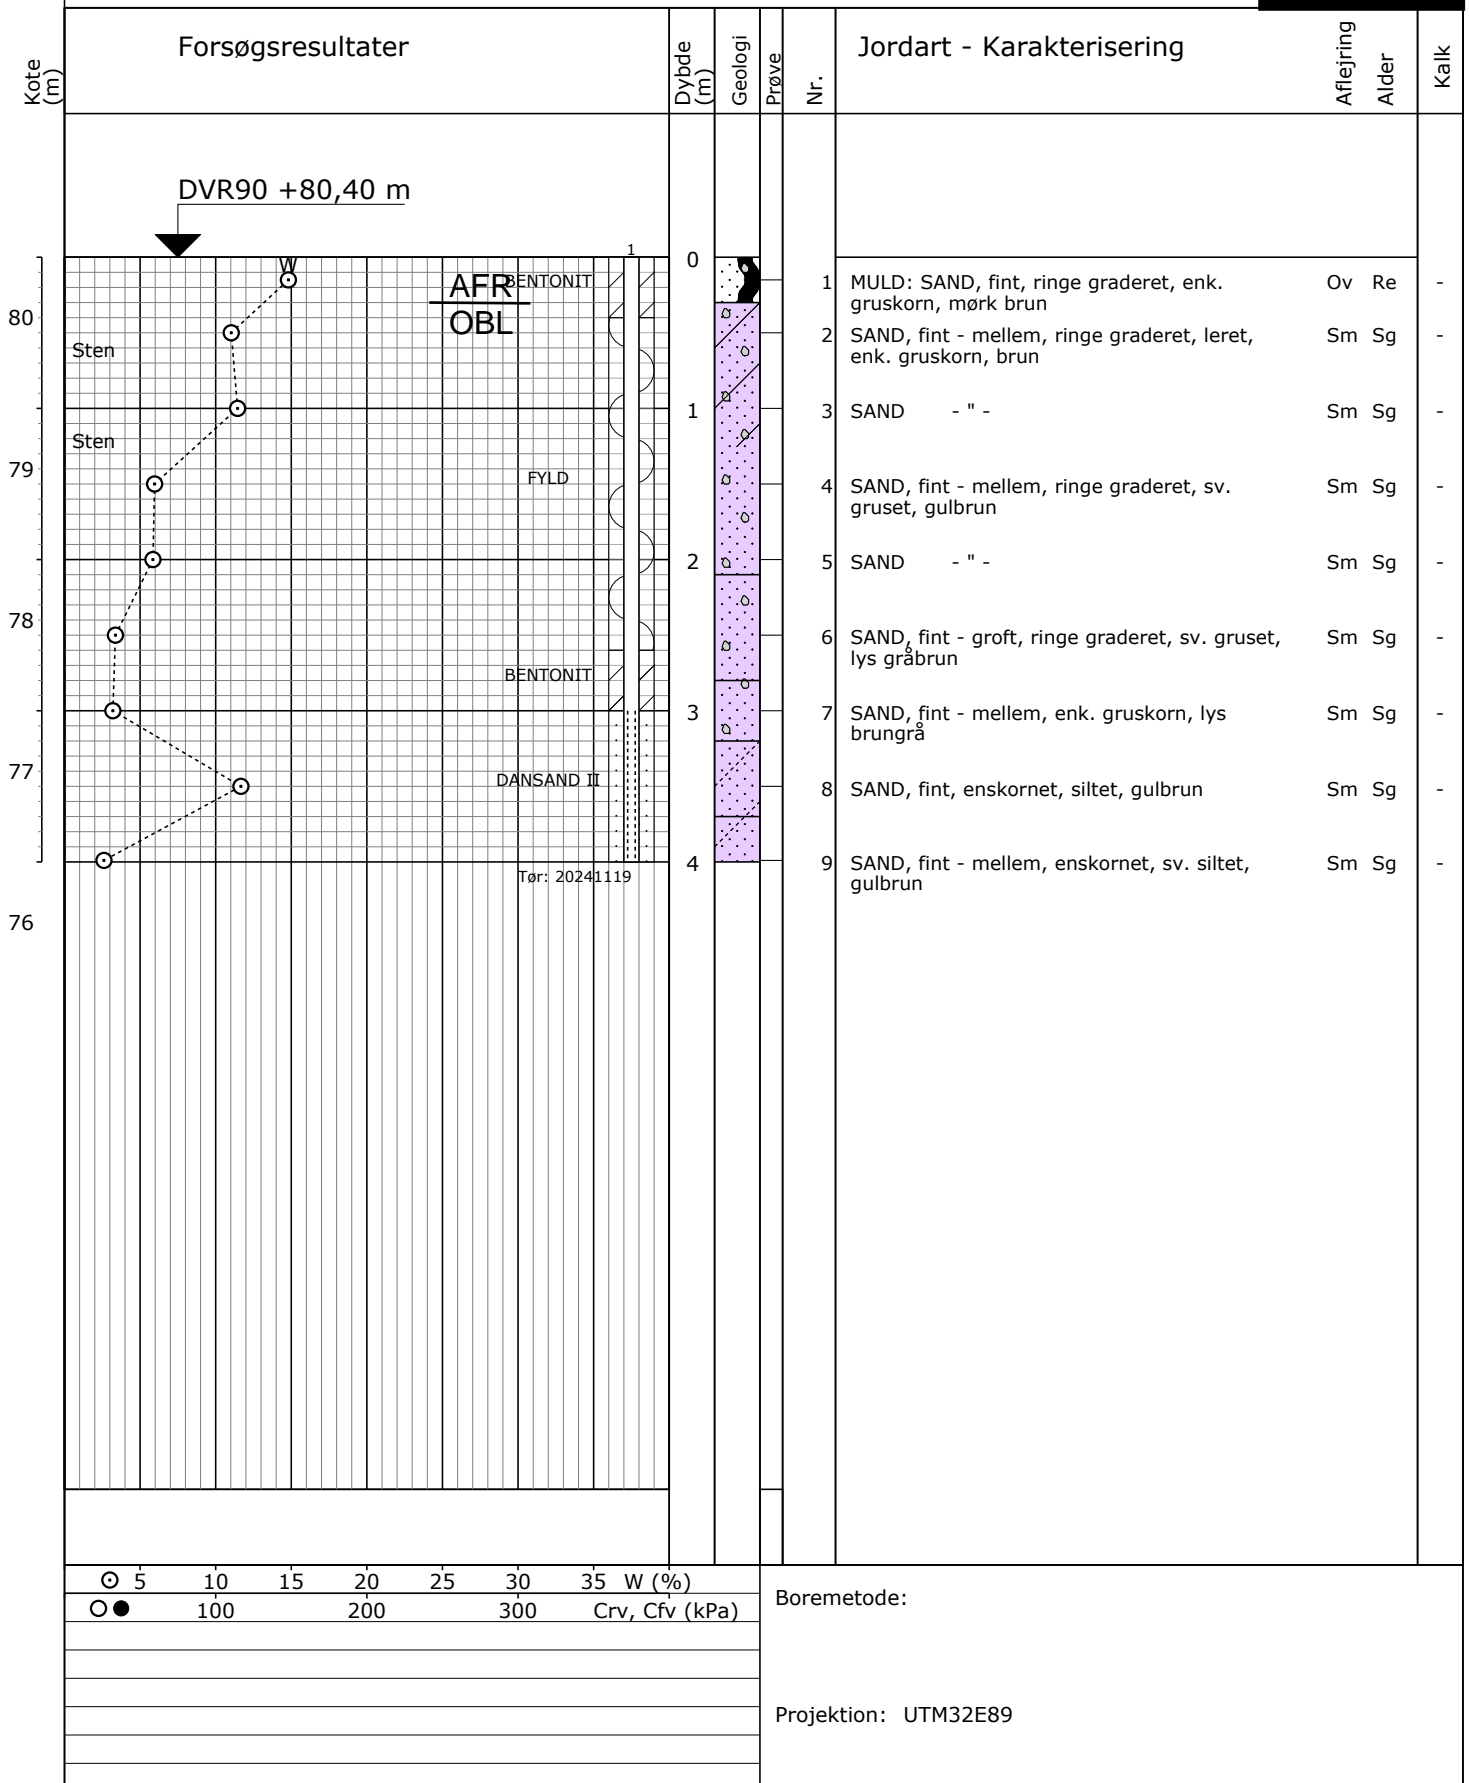 Forsøgsresultater
Kote (m)
Dybde (m)
Geologi
Prøve
Nr.
Jordart - Karakterisering
Aflejring
Alder
Kalk
DVR90 +80,40 m
1
W
AFR
OBL
BENTONIT
Sten
Sten
FYLD
BENTONIT
DANSAND II
Tør: 20241119
80
79
78
77
76
0
1
2
3
4
1 MULD: SAND, fint, ringe graderet, enk. Ov Re -
gruskorn, mørk brun
2 SAND, fint - mellem, ringe graderet, leret, Sm Sg -
enk. gruskorn, brun
3 SAND - " - Sm Sg -
4 SAND, fint - mellem, ringe graderet, sv. Sm Sg -
gruset, gulbrun
5 SAND - " - Sm Sg -
6 SAND, fint - groft, ringe graderet, sv. gruset, Sm Sg -
lys gråbrun
7 SAND, fint - mellem, enk. gruskorn, lys Sm Sg -
brungrå
8 SAND, fint, enskornet, siltet, gulbrun Sm Sg -
9 SAND, fint - mellem, enskornet, sv. siltet, Sm Sg -
gulbrun
5 10 15 20 25 30 35 W (%)
100 200 300 Crv, Cfv (kPa)
Boremetode:
Projektion: UTM32E89